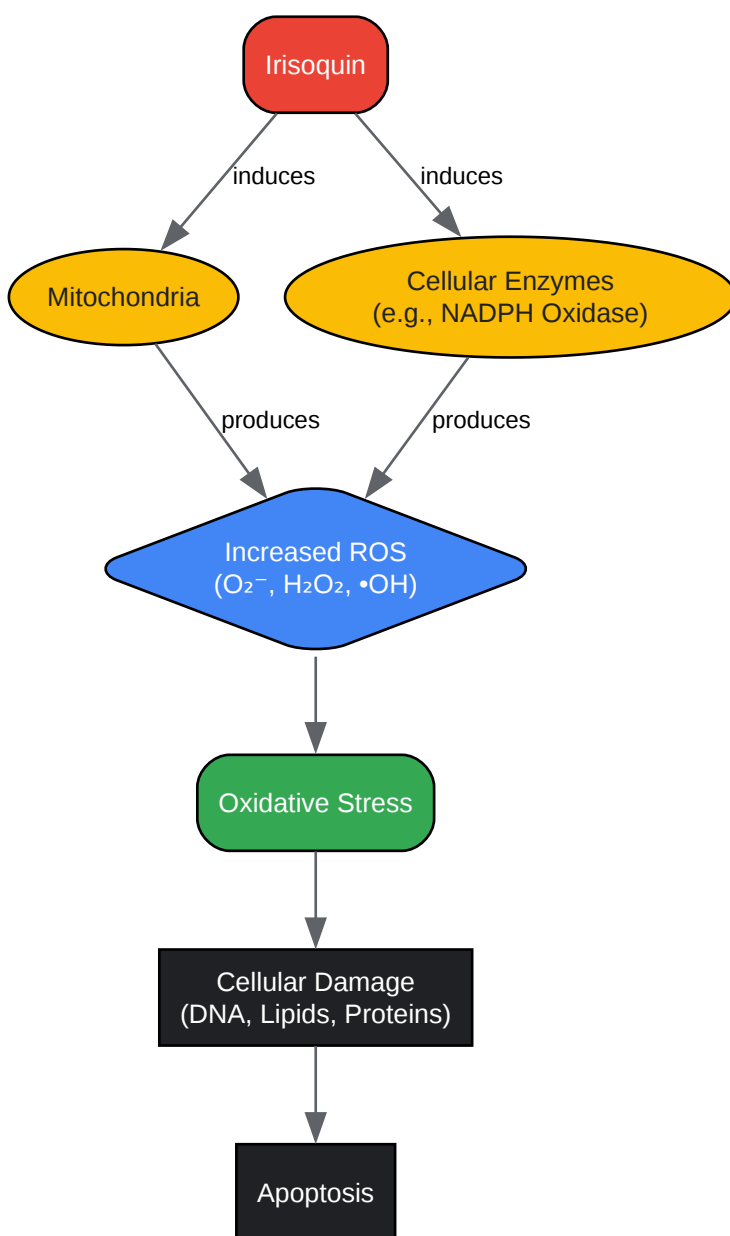 Irisoquin
induces
induces
Mitochondria
Cellular Enzymes
(e.g., NADPH Oxidase)
produces
produces
Increased ROS
(O₂⁻, H₂O₂, •OH)
Oxidative Stress
Cellular Damage
(DNA, Lipids, Proteins)
Apoptosis